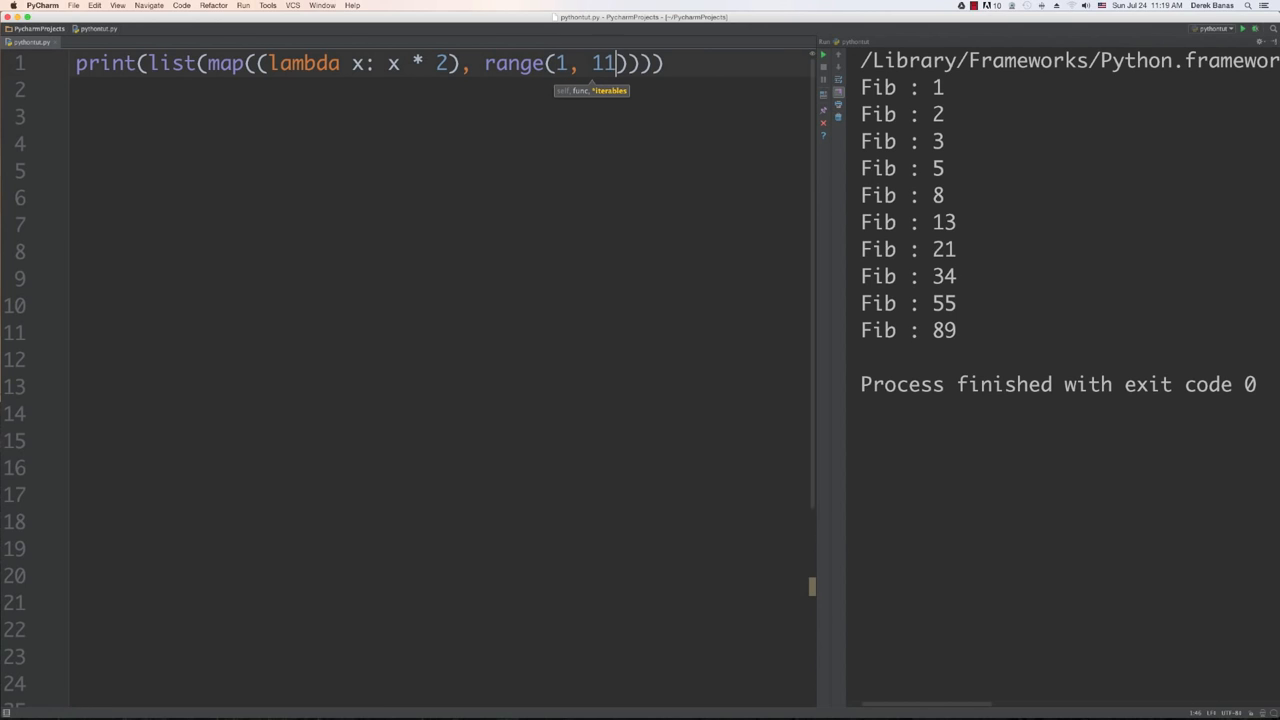 PyCharm File Edit View Navigate Code Refactor Run Tools VCS Window Help
10 Sun Jul 24 11:19 AM Derek Banas
pythontut.py - PycharmProjects - [~/PycharmProjects]
PycharmProjects pythontut.py
pythontut
pythontut.py
Run: pythontut
1 print(list(map((lambda x: x * 2), range(1, 11))))
self, func, *iterables
2
3
4
5
6
7
8
9
10
11
12
13
14
15
16
17
18
19
20
21
22
23
24
/Library/Frameworks/Python.framewor
Fib : 1
Fib : 2
Fib : 3
Fib : 5
Fib : 8
Fib : 13
Fib : 21
Fib : 34
Fib : 55
Fib : 89
Process finished with exit code 0
1:46 LF÷ UTF-8÷